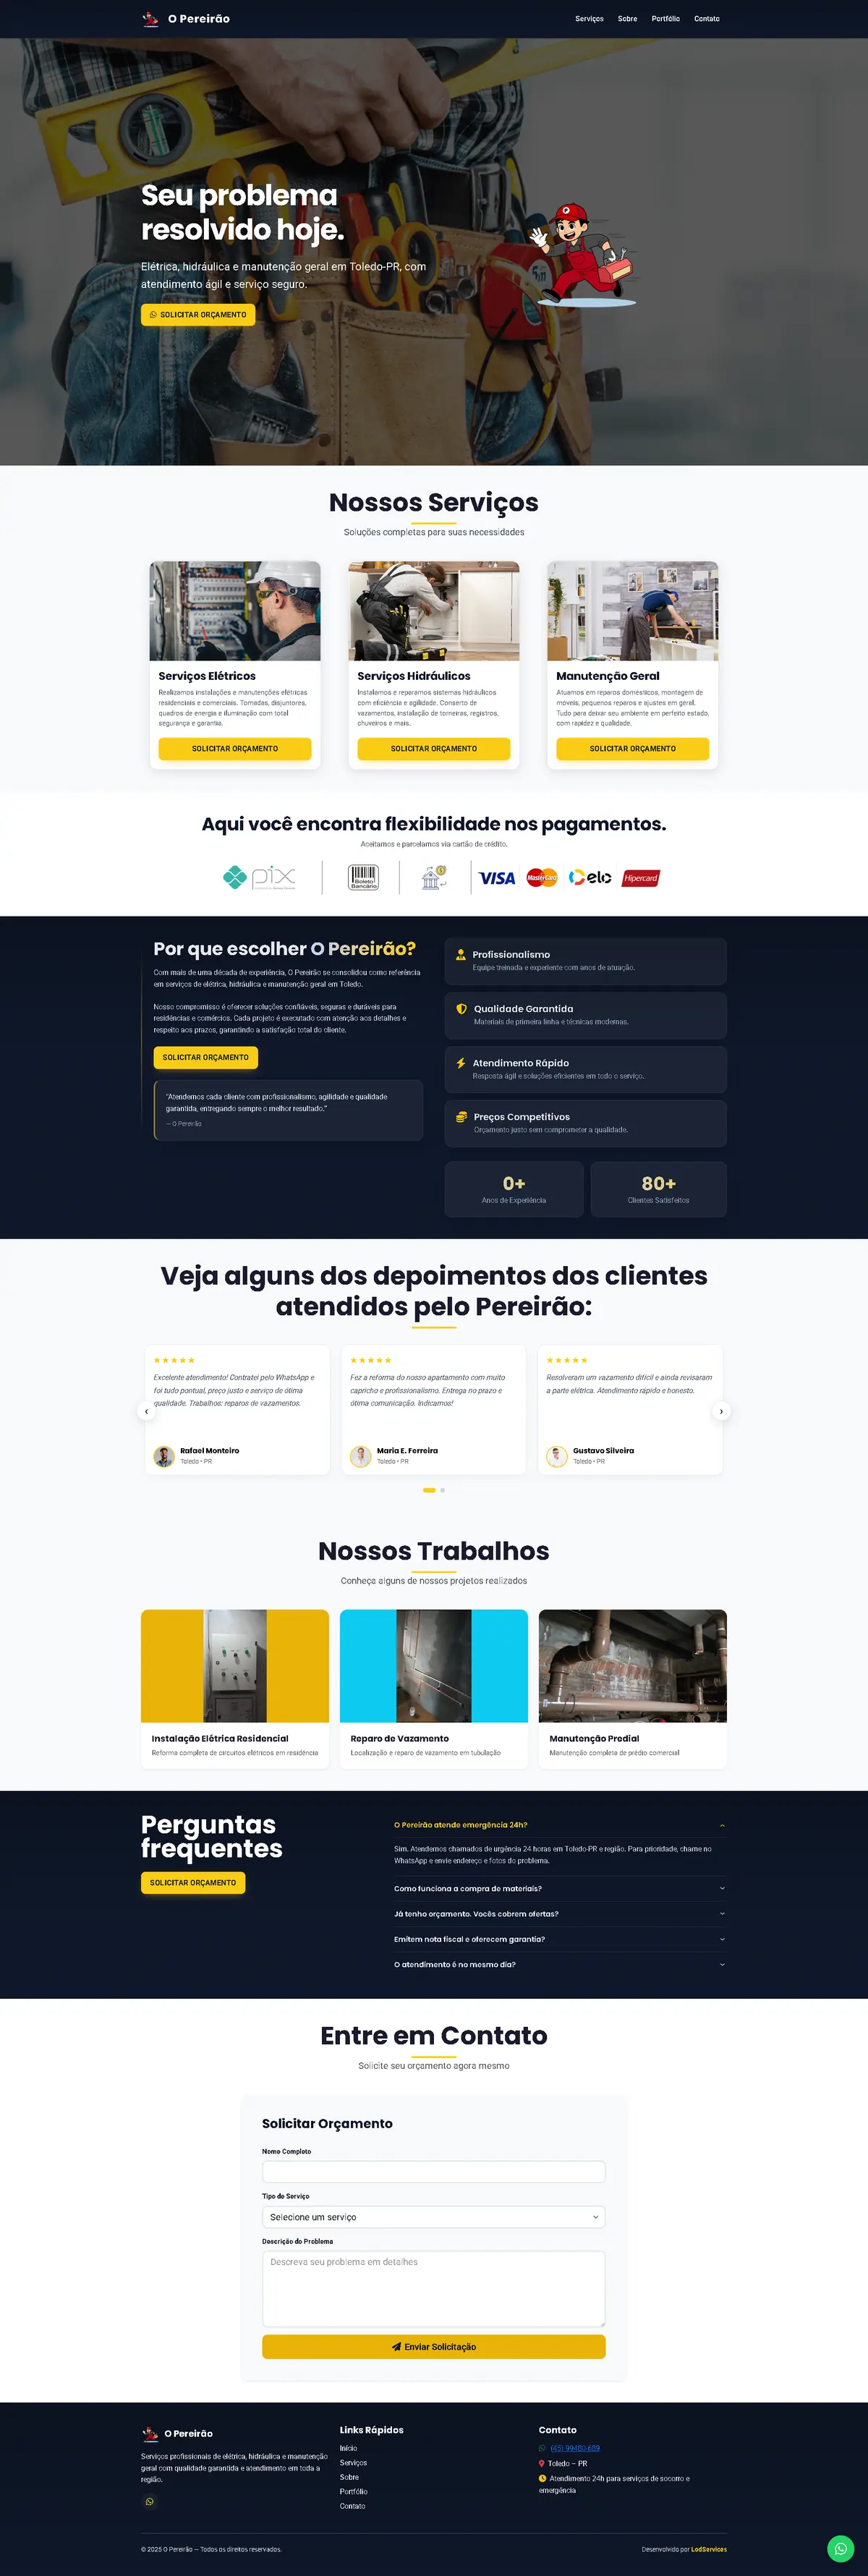 O Pereirão
Serviços
Sobre
Portfólio
Contato
Seu problema
resolvido hoje.
Elétrica, hidráulica e manutenção geral em Toledo-PR, com
atendimento ágil e serviço seguro.
SOLICITAR ORÇAMENTO
Nossos Serviços
Soluções completas para suas necessidades
Serviços Elétricos
Realizamos instalações e manutenções elétricas
residenciais e comerciais. Tomadas, disjuntores,
quadros de energia e iluminação com total
segurança e garantia.
SOLICITAR ORÇAMENTO
Serviços Hidráulicos
Instalamos e reparamos sistemas hidráulicos
com eficiência e agilidade. Conserto de
vazamentos, instalação de torneiras, registros,
chuveiros e mais.
SOLICITAR ORÇAMENTO
Manutenção Geral
Atuamos em reparos domésticos, montagem de
móveis, pequenos reparos e ajustes em geral.
Tudo para deixar seu ambiente em perfeito estado,
com rapidez e qualidade.
SOLICITAR ORÇAMENTO
Aqui você encontra flexibilidade nos pagamentos.
Aceitamos e parcelamos via cartão de crédito.
pix
Boleto
Bancário
VISA
MasterCard
elo
Hipercard
Por que escolher O Pereirão?
Com mais de uma década de experiência, O Pereirão se consolidou como referência
em serviços de elétrica, hidráulica e manutenção geral em Toledo.
Nosso compromisso é oferecer soluções confiáveis, seguras e duráveis para
residências e comércios. Cada projeto é executado com atenção aos detalhes e
respeito aos prazos, garantindo a satisfação total do cliente.
SOLICITAR ORÇAMENTO
"Atendemos cada cliente com profissionalismo, agilidade e qualidade
garantida, entregando sempre o melhor resultado."
— O Pereirão
Profissionalismo
Equipe treinada e experiente com anos de atuação.
Qualidade Garantida
Materiais de primeira linha e técnicas modernas.
Atendimento Rápido
Resposta ágil e soluções eficientes em todo o serviço.
Preços Competitivos
Orçamento justo sem comprometer a qualidade.
0+
Anos de Experiência
80+
Clientes Satisfeitos
Veja alguns dos depoimentos dos clientes
atendidos pelo Pereirão:
★★★★★
Excelente atendimento! Contratei pelo WhatsApp e
foi tudo pontual, preço justo e serviço de ótima
qualidade. Trabalhos: reparos de vazamentos.
Rafael Monteiro
Toledo • PR
★★★★★
Fez a reforma do nosso apartamento com muito
capricho e profissionalismo. Entrega no prazo e
ótima comunicação. Indicamos!
Maria E. Ferreira
Toledo • PR
★★★★★
Resolveram um vazamento difícil e ainda revisaram
a parte elétrica. Atendimento rápido e honesto.
Gustavo Silveira
Toledo • PR
Nossos Trabalhos
Conheça alguns de nossos projetos realizados
Instalação Elétrica Residencial
Reforma completa de circuitos elétricos em residência
Reparo de Vazamento
Localização e reparo de vazamento em tubulação
Manutenção Predial
Manutenção completa de prédio comercial
Perguntas
frequentes
SOLICITAR ORÇAMENTO
O Pereirão atende emergência 24h?
Sim. Atendemos chamados de urgência 24 horas em Toledo-PR e região. Para prioridade, chame no
WhatsApp e envie endereço e fotos do problema.
Como funciona a compra de materiais?
Já tenho orçamento. Vocês cobrem ofertas?
Emitem nota fiscal e oferecem garantia?
O atendimento é no mesmo dia?
Entre em Contato
Solicite seu orçamento agora mesmo
Solicitar Orçamento
Nome Completo
Tipo de Serviço
Selecione um serviço
Descrição do Problema
Descreva seu problema em detalhes
Enviar Solicitação
O Pereirão
Serviços profissionais de elétrica, hidráulica e manutenção
geral com qualidade garantida e atendimento em toda a
região.
Links Rápidos
Início
Serviços
Sobre
Portfólio
Contato
Contato
Toledo – PR
Atendimento 24h para serviços de socorro e
emergência
© 2025 O Pereirão — Todos os direitos reservados.
Desenvolvido por LodServices